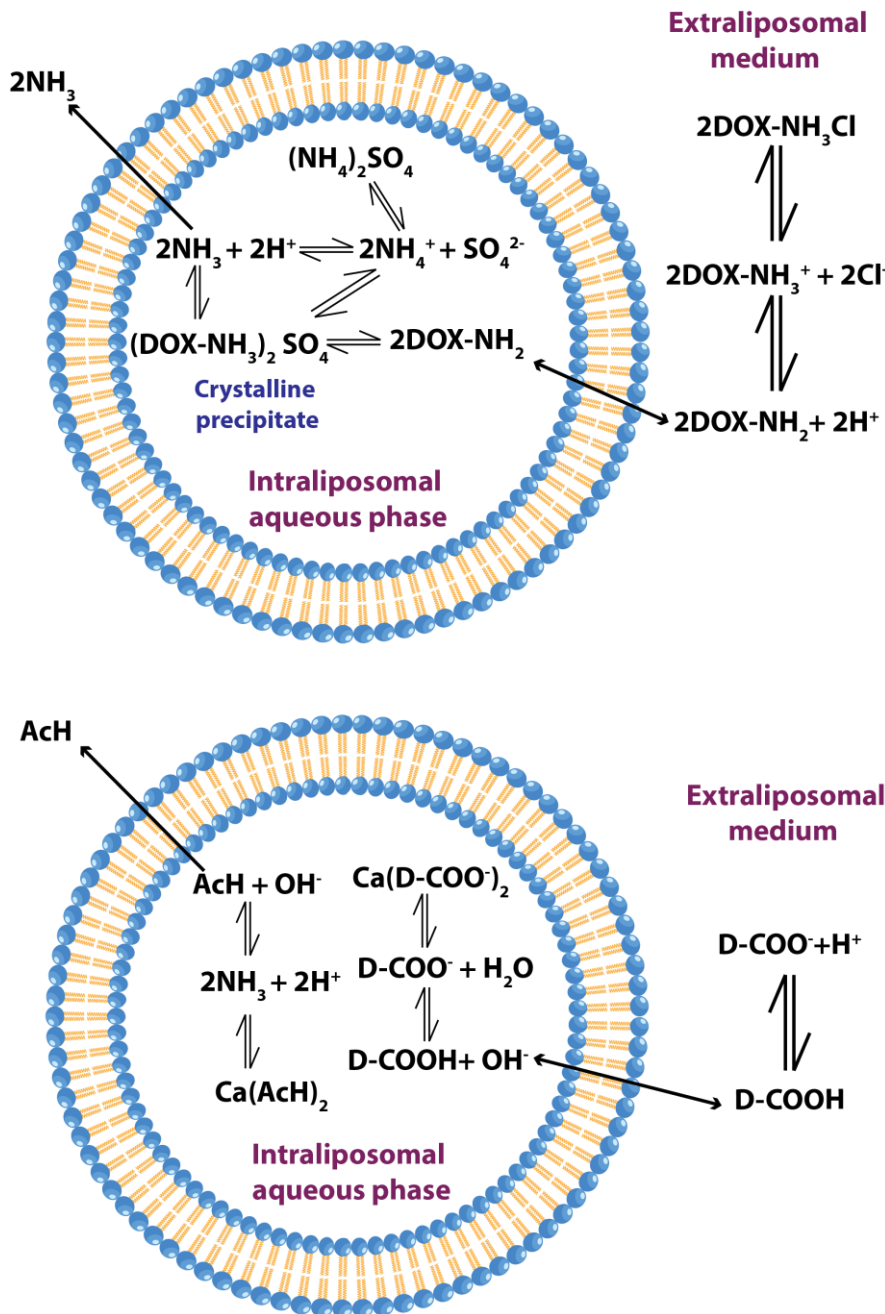 Extraliposomal
medium
2NH₃
2DOX-NH₃Cl
(NH₄)₂SO₄
2NH₃ + 2H⁺ ⇌ 2NH₄⁺ + SO₄²⁻
2DOX-NH₃⁺ + 2Cl⁻
(DOX-NH₃)₂ SO₄ ⇌ 2DOX-NH₂
Crystalline
precipitate
2DOX-NH₂ + 2H⁺
Intraliposomal
aqueous phase
AcH
Extraliposomal
medium
AcH + OH⁻
Ca(D-COO⁻)₂
2NH₃ + 2H⁺
D-COO⁻ + H₂O
D-COO⁻+H⁺
Ca(AcH)₂
D-COOH+ OH⁻
D-COOH
Intraliposomal
aqueous phase